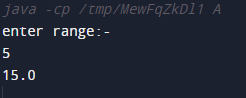 java -cp /tmp/MewFqZkDl1 A
enter range:-
5
15.0